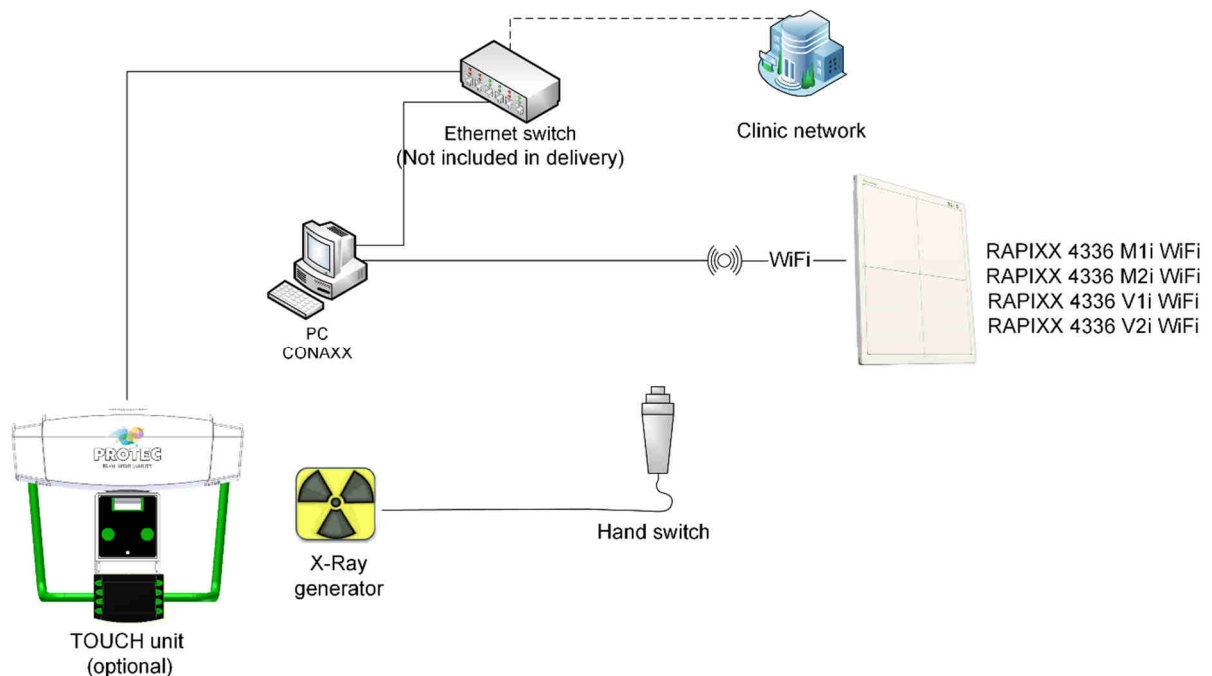 Ethernet switch
(Not included in delivery)
Clinic network
WiFi
RAPIXX 4336 M1i WiFi
RAPIXX 4336 M2i WiFi
RAPIXX 4336 V1i WiFi
RAPIXX 4336 V2i WiFi
PC
CONAXX
PROTEC
Hand switch
X-Ray
generator
TOUCH unit
(optional)